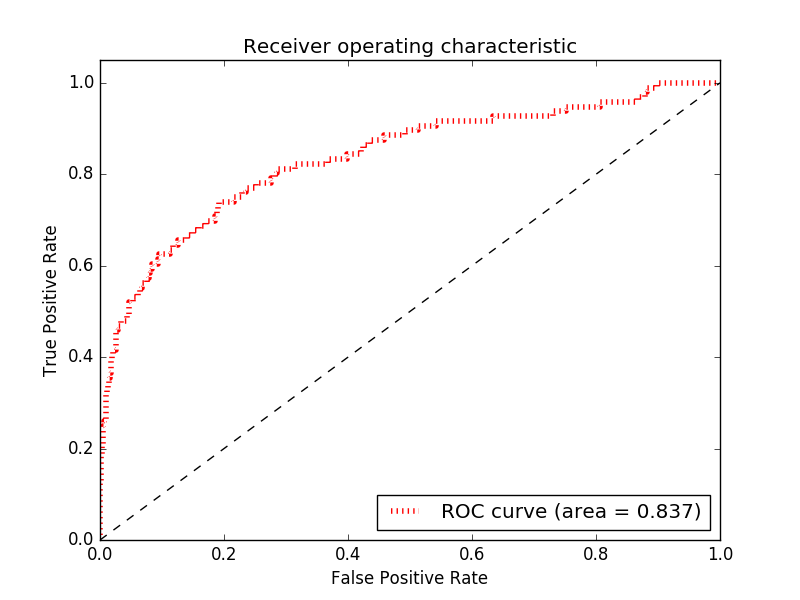 Receiver operating characteristic
1.0
0.8
0.6
0.4
0.2
0.0
True Positive Rate
ROC curve (area = 0.837)
0.0 0.2 0.4 0.6 0.8 1.0
False Positive Rate